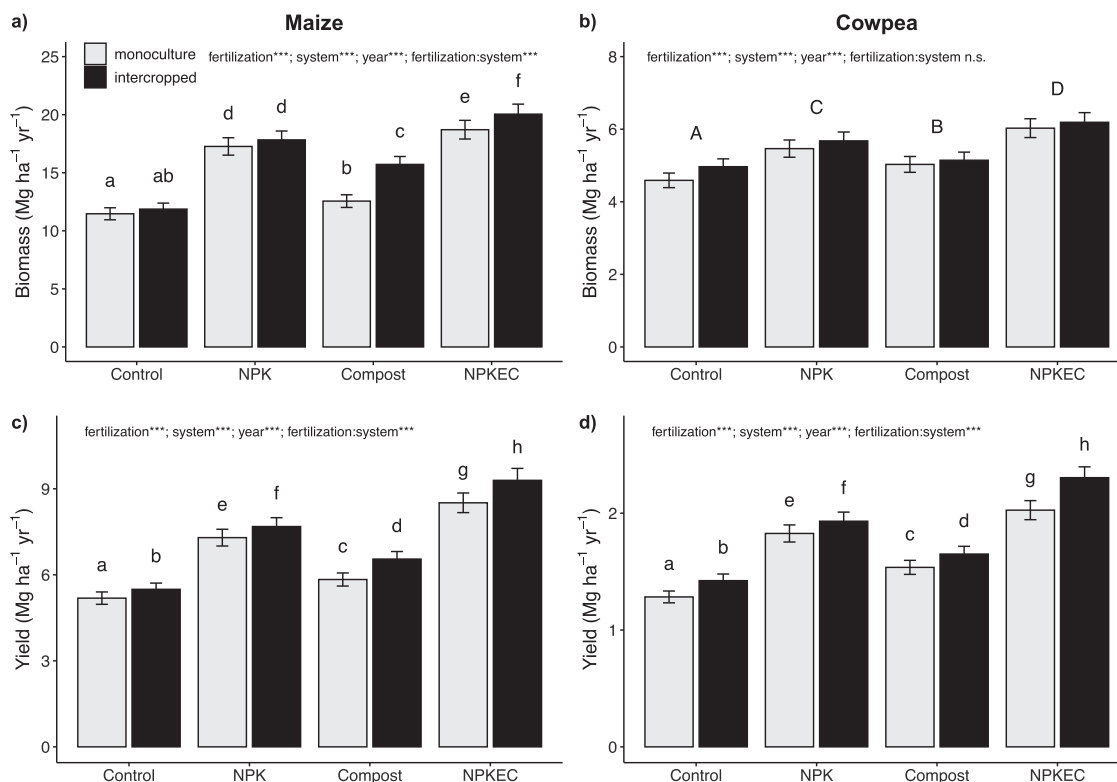 a) Maize
monoculture
intercropped
fertilization***; system***; year***; fertilization:system***
Biomass (Mg ha⁻¹ yr⁻¹)
25
20
15
10
5
0
a ab d d b c e f
Control NPK Compost NPKEC
b) Cowpea
fertilization***; system***; year***; fertilization:system n.s.
Biomass (Mg ha⁻¹ yr⁻¹)
8
6
4
2
0
A C B D
Control NPK Compost NPKEC
c)
fertilization***; system***; year***; fertilization:system***
Yield (Mg ha⁻¹ yr⁻¹)
9
6
3
0
a b e f c d g h
Control NPK Compost NPKEC
d)
fertilization***; system***; year***; fertilization:system***
Yield (Mg ha⁻¹ yr⁻¹)
2
1
0
a b e f c d g h
Control NPK Compost NPKEC